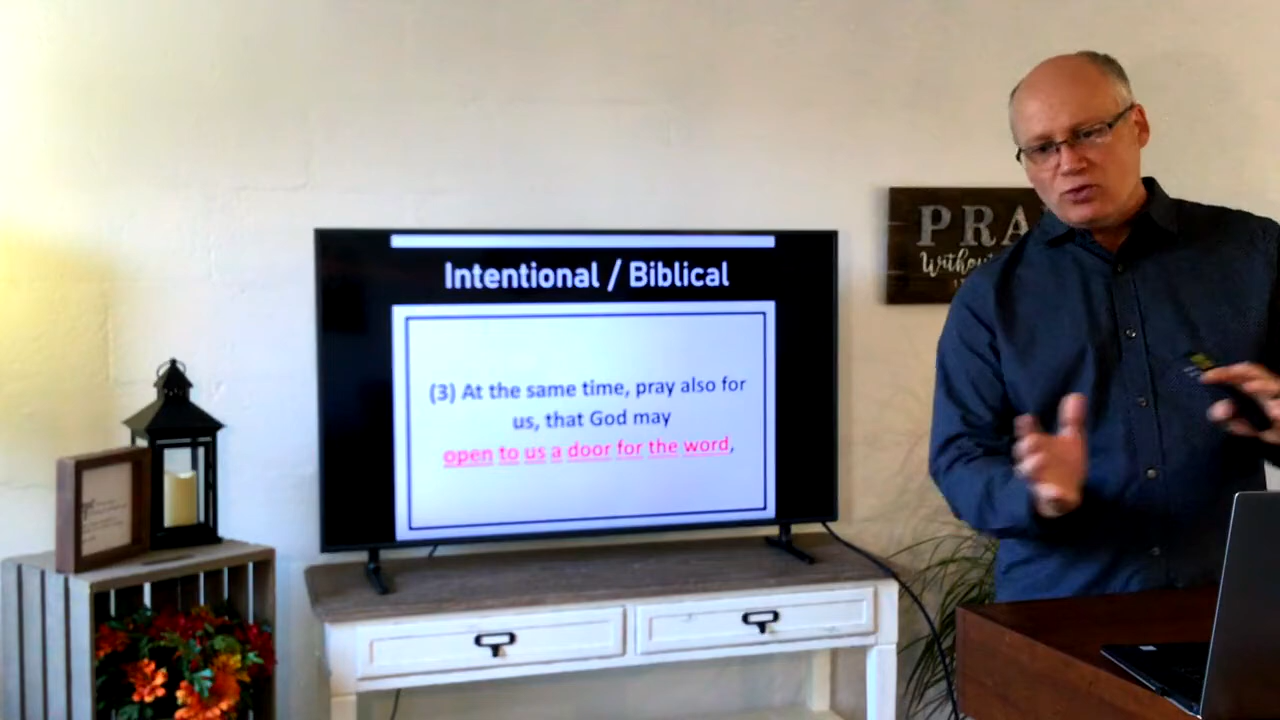 Intentional / Biblical
(3) At the same time, pray also for
us, that God may
open to us a door for the word,
PRA
Witho